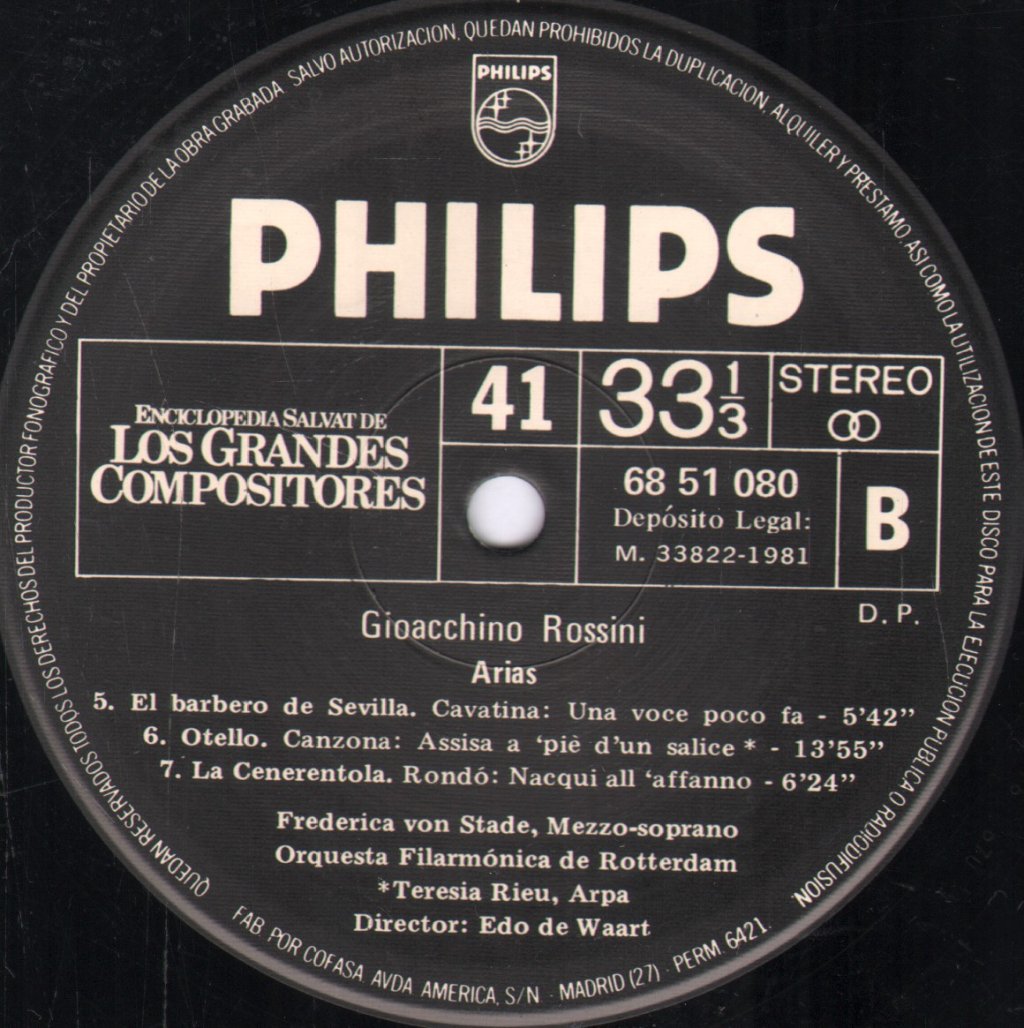 PHILIPS
PHILIPS
ENCICLOPEDIA SALVAT DE
LOS GRANDES
COMPOSITORES
41
33 1/3
STEREO
68 51 080
Depósito Legal:
M. 33822-1981
B
D. P.
Gioacchino Rossini
Arias
5. El barbero de Sevilla. Cavatina: Una voce poco fa - 5'42"
6. Otello. Canzona: Assisa a 'piè d'un salice * - 13'55"
7. La Cenerentola. Rondó: Nacqui all 'affanno - 6'24"
Frederica von Stade, Mezzo-soprano
Orquesta Filarmónica de Rotterdam
*Teresia Rieu, Arpa
Director: Edo de Waart
QUEDAN RESERVADOS TODOS LOS DERECHOS DEL PRODUCTOR FONOGRAFICO Y DEL PROPIETARIO DE LA OBRA GRABADA SALVO AUTORIZACION, QUEDAN PROHIBIDOS LA DUPLICACION, ALQUILER Y PRESTAMO, ASI COMO LA UTILIZACION DE ESTE DISCO PARA LA EJECUCION PUBLICA O RADIODIFUSION
FAB. POR COFASA, AVDA. AMERICA, S/N - MADRID (27) - PERM. 6421.